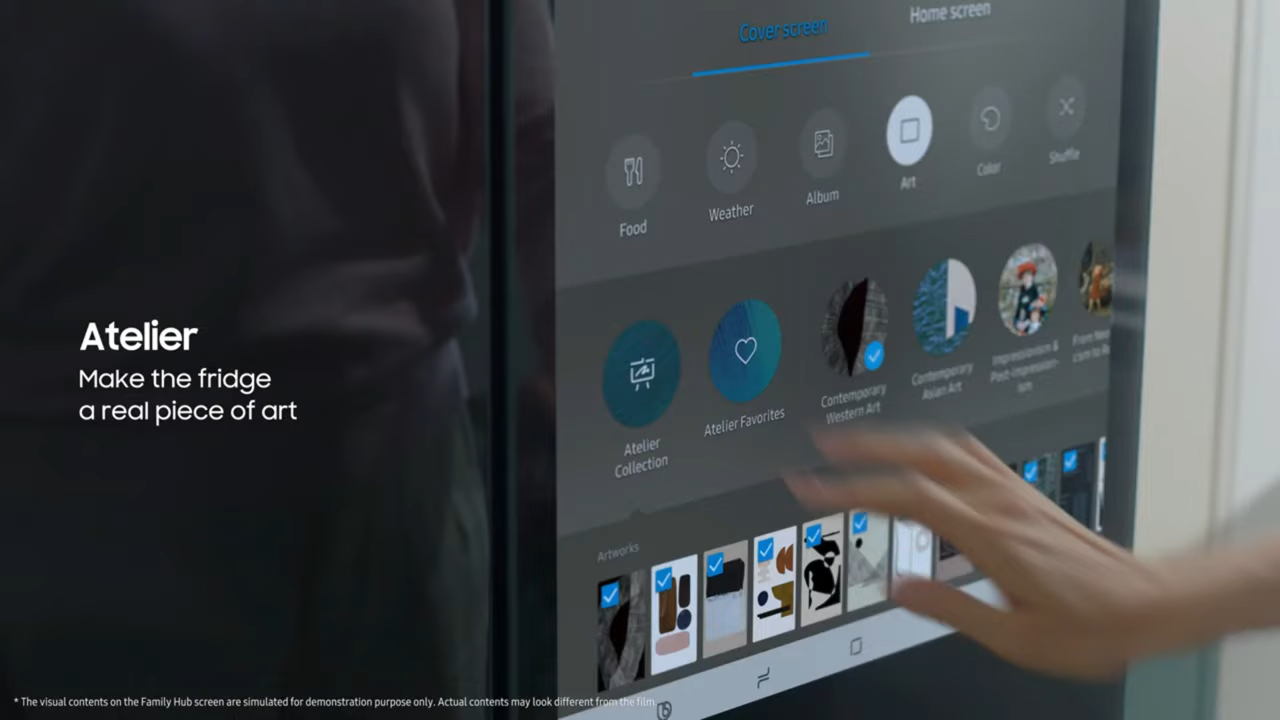 Cover screen
Home screen
Food
Weather
Album
Art
Color
Shuffle
Atelier
Make the fridge
a real piece of art
Atelier
Collection
Atelier Favorites
Contemporary
Western Art
Contemporary
Asian Art
Impressionism &
Post-impression-
ism
Artworks
* The visual contents on the Family Hub screen are simulated for demonstration purpose only. Actual contents may look different from the film.